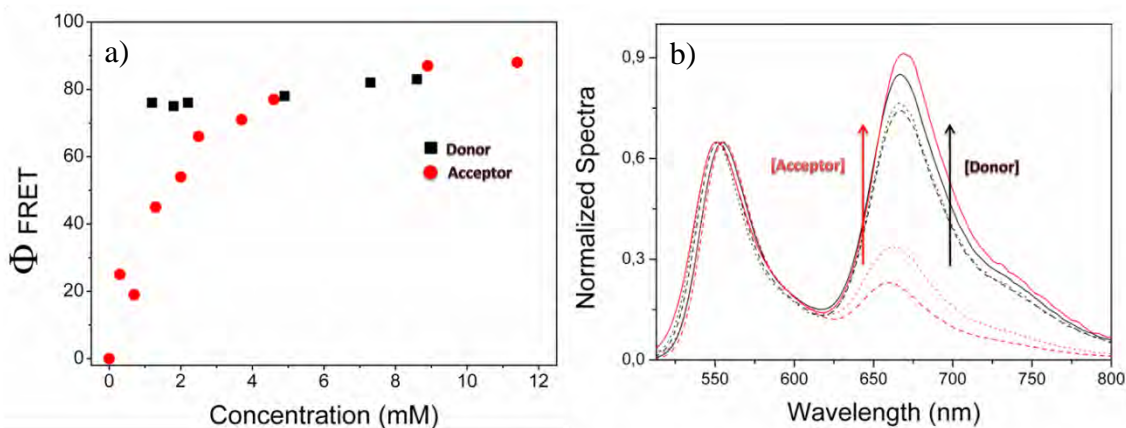 a)
Φ FRET
100
80
60
40
20
0
Donor
Acceptor
0 2 4 6 8 10 12
Concentration (mM)
b)
Normalized Spectra
0,9
0,6
0,3
0,0
[Acceptor]
[Donor]
550 600 650 700 750 800
Wavelength (nm)